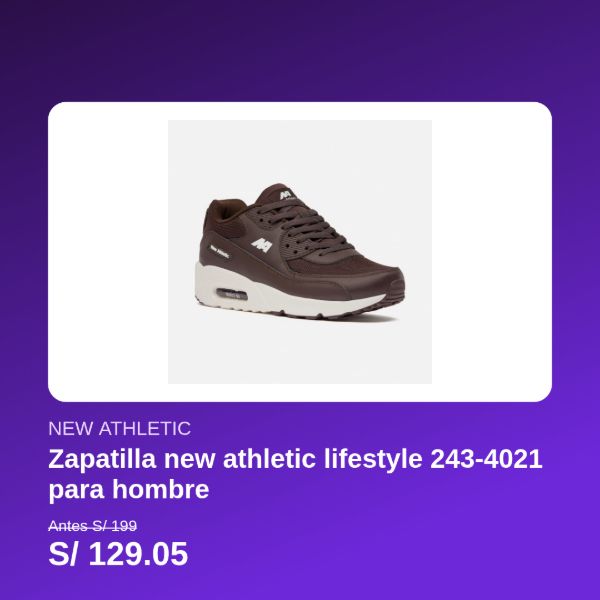 NEW ATHLETIC
Zapatilla new athletic lifestyle 243-4021
para hombre
Antes S/ 199
S/ 129.05